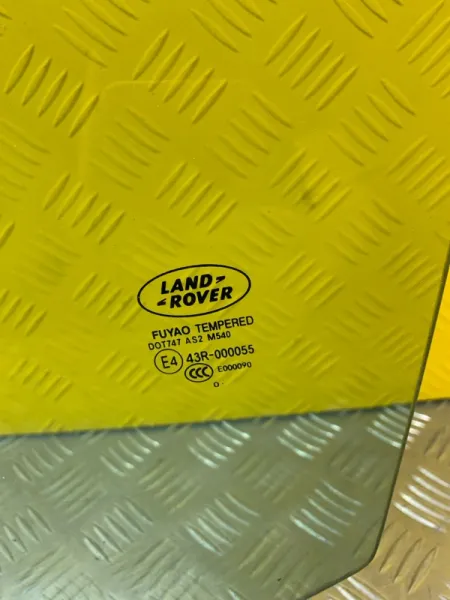 LAND
ROVER
FUYAO TEMPERED
DOT747 AS2 M540
E4 43R-000055
CCC E000090
O